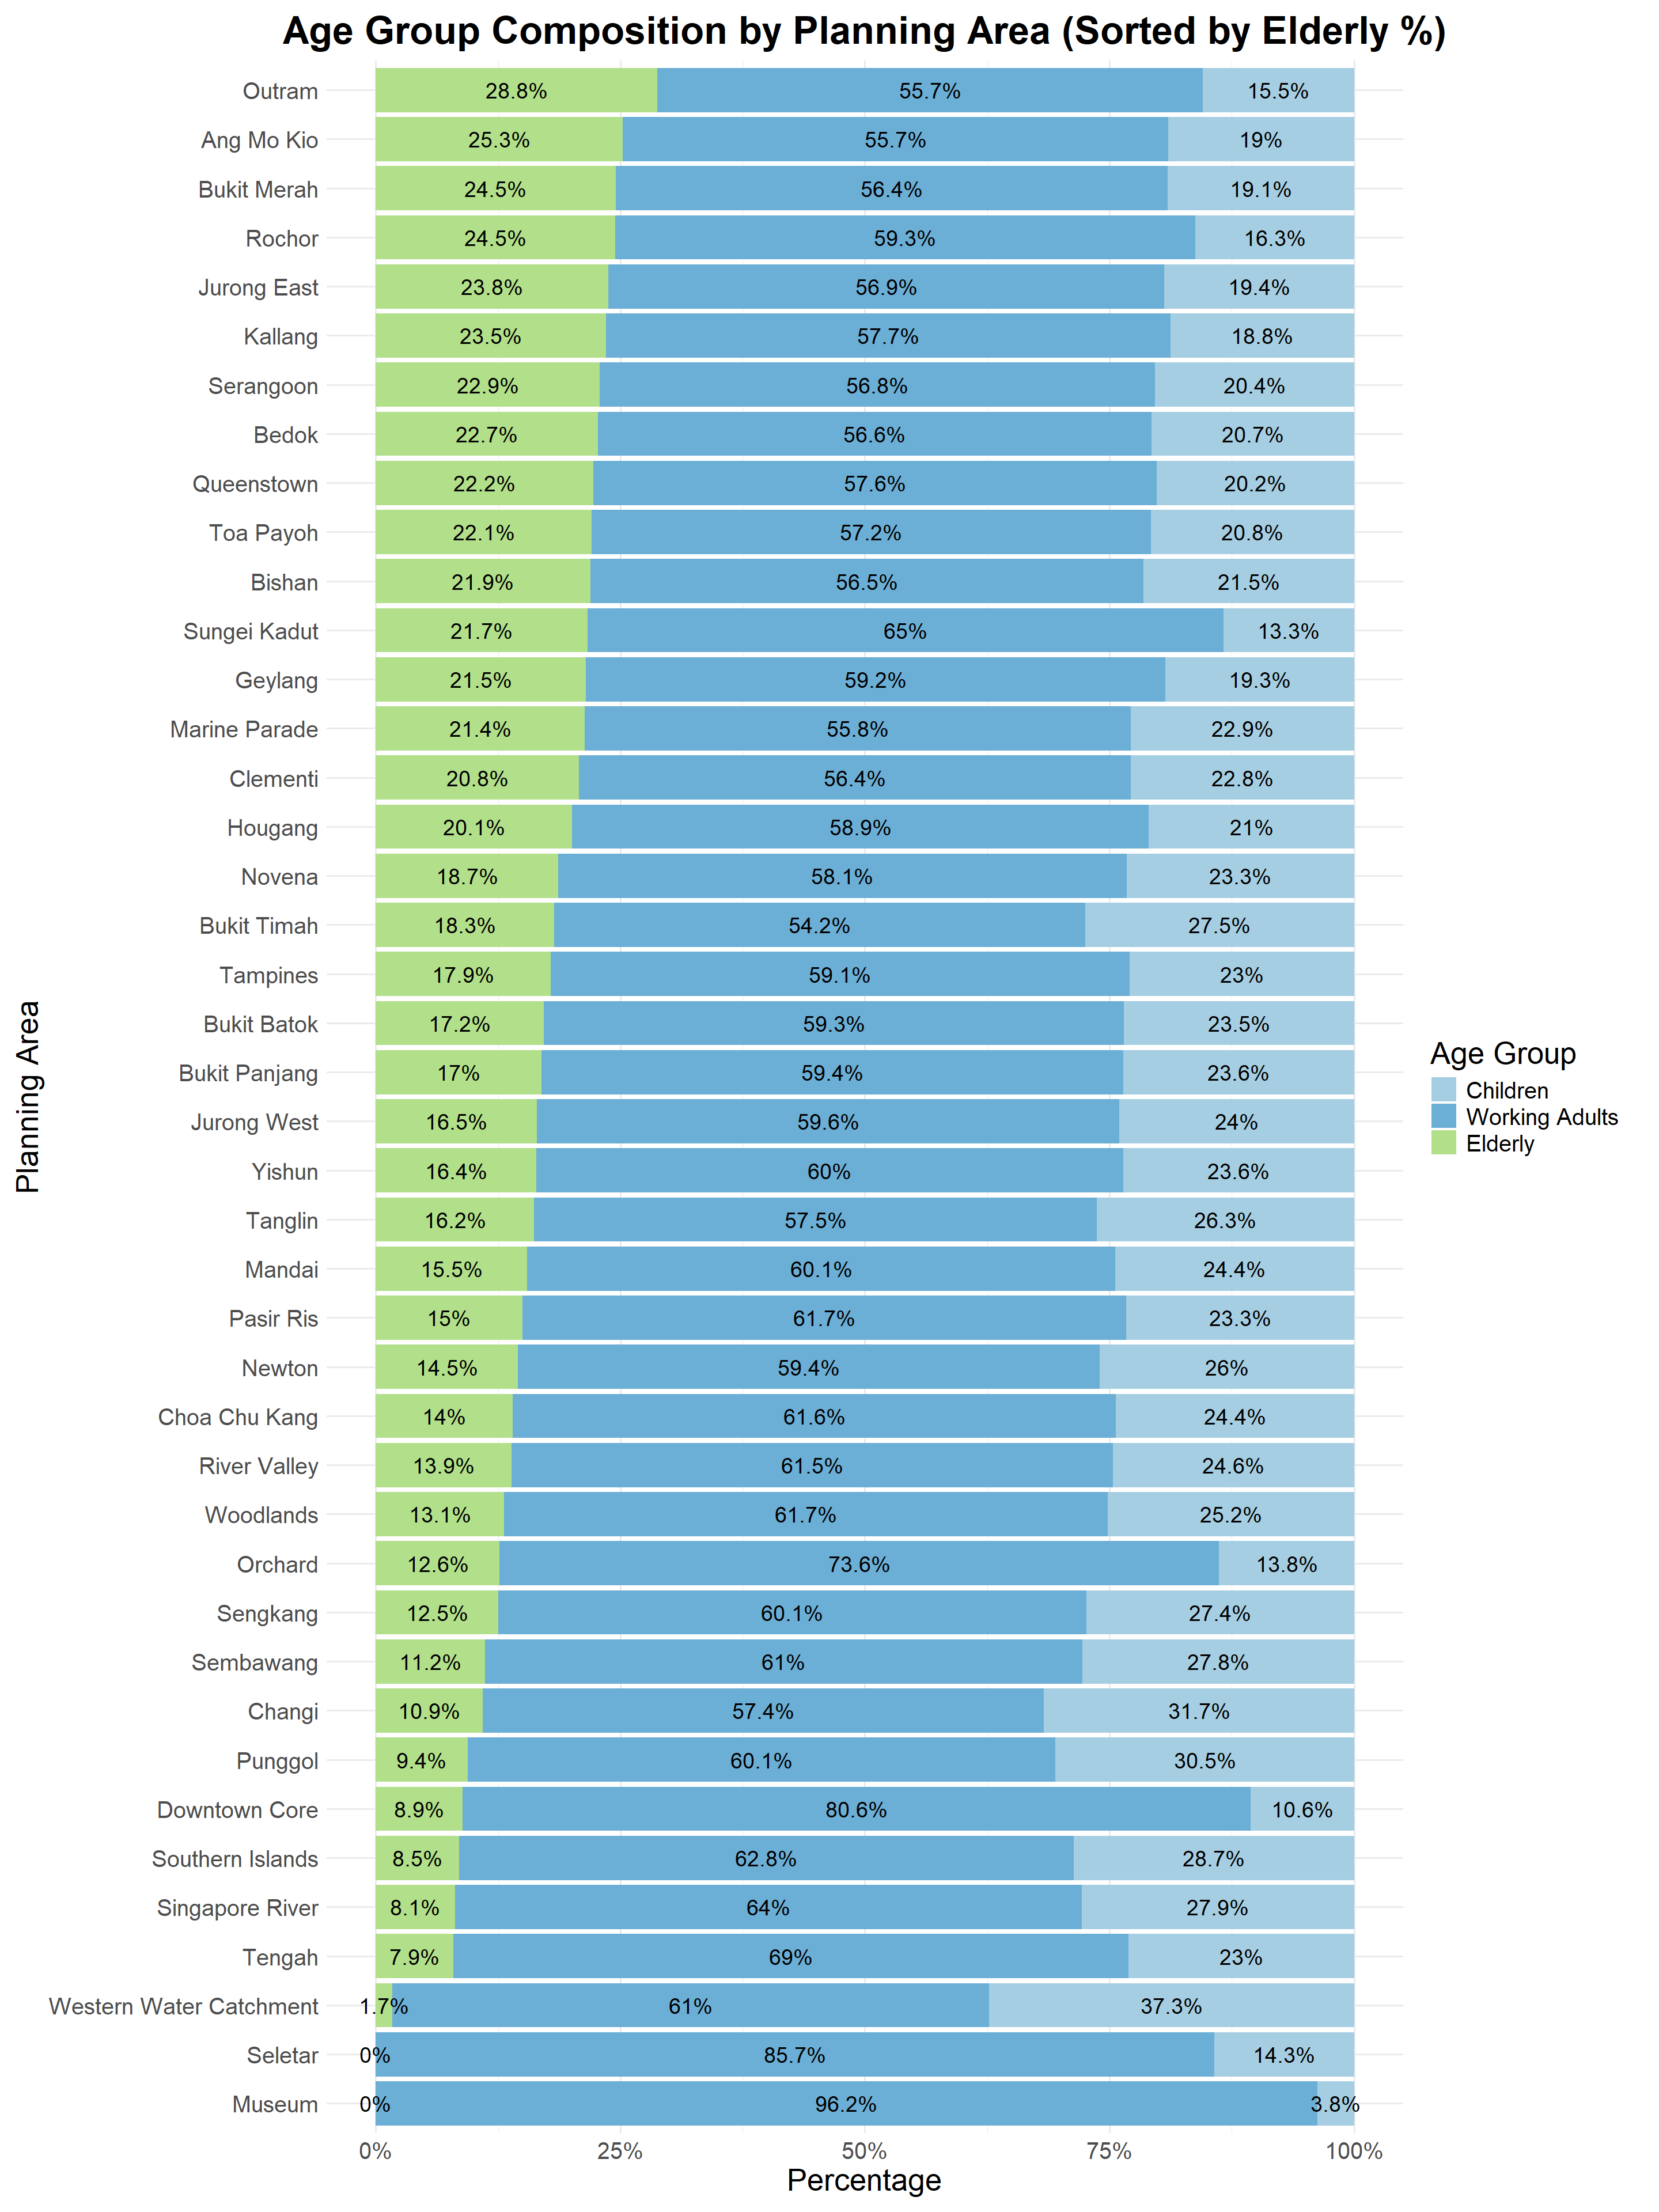 Age Group Composition by Planning Area (Sorted by Elderly %)
Outram 28.8% 55.7% 15.5%
Ang Mo Kio 25.3% 55.7% 19%
Bukit Merah 24.5% 56.4% 19.1%
Rochor 24.5% 59.3% 16.3%
Jurong East 23.8% 56.9% 19.4%
Kallang 23.5% 57.7% 18.8%
Serangoon 22.9% 56.8% 20.4%
Bedok 22.7% 56.6% 20.7%
Queenstown 22.2% 57.6% 20.2%
Toa Payoh 22.1% 57.2% 20.8%
Bishan 21.9% 56.5% 21.5%
Sungei Kadut 21.7% 65% 13.3%
Geylang 21.5% 59.2% 19.3%
Marine Parade 21.4% 55.8% 22.9%
Clementi 20.8% 56.4% 22.8%
Hougang 20.1% 58.9% 21%
Novena 18.7% 58.1% 23.3%
Bukit Timah 18.3% 54.2% 27.5%
Tampines 17.9% 59.1% 23%
Bukit Batok 17.2% 59.3% 23.5%
Bukit Panjang 17% 59.4% 23.6%
Jurong West 16.5% 59.6% 24%
Yishun 16.4% 60% 23.6%
Tanglin 16.2% 57.5% 26.3%
Mandai 15.5% 60.1% 24.4%
Pasir Ris 15% 61.7% 23.3%
Newton 14.5% 59.4% 26%
Choa Chu Kang 14% 61.6% 24.4%
River Valley 13.9% 61.5% 24.6%
Woodlands 13.1% 61.7% 25.2%
Orchard 12.6% 73.6% 13.8%
Sengkang 12.5% 60.1% 27.4%
Sembawang 11.2% 61% 27.8%
Changi 10.9% 57.4% 31.7%
Punggol 9.4% 60.1% 30.5%
Downtown Core 8.9% 80.6% 10.6%
Southern Islands 8.5% 62.8% 28.7%
Singapore River 8.1% 64% 27.9%
Tengah 7.9% 69% 23%
Western Water Catchment 1.7% 61% 37.3%
Seletar 0% 85.7% 14.3%
Museum 0% 96.2% 3.8%
0% 25% 50% 75% 100%
Percentage
Planning Area
Age Group
Children
Working Adults
Elderly